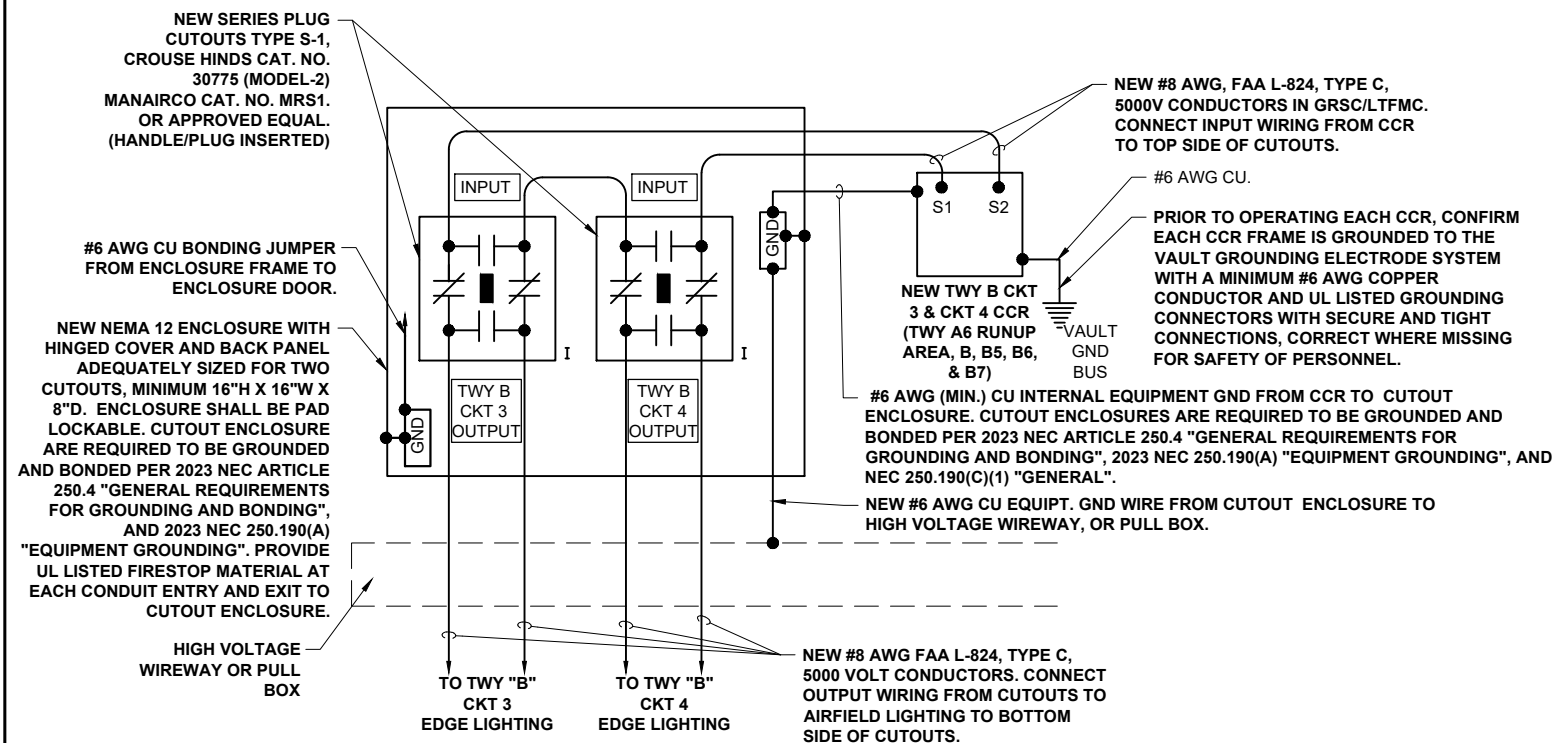 NEW SERIES PLUG
CUTOUTS TYPE S-1,
CROUSE HINDS CAT. NO.
30775 (MODEL-2)
MANAIRCO CAT. NO. MRS1.
OR APPROVED EQUAL.
(HANDLE/PLUG INSERTED)
#6 AWG CU BONDING JUMPER
FROM ENCLOSURE FRAME TO
ENCLOSURE DOOR.
NEW NEMA 12 ENCLOSURE WITH
HINGED COVER AND BACK PANEL
ADEQUATELY SIZED FOR TWO
CUTOUTS, MINIMUM 16"H X 16"W X
8"D. ENCLOSURE SHALL BE PAD
LOCKABLE. CUTOUT ENCLOSURE
ARE REQUIRED TO BE GROUNDED
AND BONDED PER 2023 NEC ARTICLE
250.4 "GENERAL REQUIREMENTS
FOR GROUNDING AND BONDING",
AND 2023 NEC 250.190(A)
"EQUIPMENT GROUNDING". PROVIDE
UL LISTED FIRESTOP MATERIAL AT
EACH CONDUIT ENTRY AND EXIT TO
CUTOUT ENCLOSURE.
HIGH VOLTAGE
WIREWAY OR PULL
BOX
INPUT
INPUT
I
I
TWY B
CKT 3
OUTPUT
TWY B
CKT 4
OUTPUT
GND
GND
TO TWY "B"
CKT 3
EDGE LIGHTING
TO TWY "B"
CKT 4
EDGE LIGHTING
S1
S2
NEW TWY B CKT
3 & CKT 4 CCR
(TWY A6 RUNUP
AREA, B, B5, B6,
& B7)
VAULT
GND
BUS
NEW #8 AWG, FAA L-824, TYPE C,
5000V CONDUCTORS IN GRSC/LTFMC.
CONNECT INPUT WIRING FROM CCR
TO TOP SIDE OF CUTOUTS.
#6 AWG CU.
PRIOR TO OPERATING EACH CCR, CONFIRM
EACH CCR FRAME IS GROUNDED TO THE
VAULT GROUNDING ELECTRODE SYSTEM
WITH A MINIMUM #6 AWG COPPER
CONDUCTOR AND UL LISTED GROUNDING
CONNECTORS WITH SECURE AND TIGHT
CONNECTIONS, CORRECT WHERE MISSING
FOR SAFETY OF PERSONNEL.
#6 AWG (MIN.) CU INTERNAL EQUIPMENT GND FROM CCR TO CUTOUT
ENCLOSURE. CUTOUT ENCLOSURES ARE REQUIRED TO BE GROUNDED AND
BONDED PER 2023 NEC ARTICLE 250.4 "GENERAL REQUIREMENTS FOR
GROUNDING AND BONDING", 2023 NEC 250.190(A) "EQUIPMENT GROUNDING", AND
NEC 250.190(C)(1) "GENERAL".
NEW #6 AWG CU EQUIPT. GND WIRE FROM CUTOUT ENCLOSURE TO
HIGH VOLTAGE WIREWAY, OR PULL BOX.
NEW #8 AWG FAA L-824, TYPE C,
5000 VOLT CONDUCTORS. CONNECT
OUTPUT WIRING FROM CUTOUTS TO
AIRFIELD LIGHTING TO BOTTOM
SIDE OF CUTOUTS.